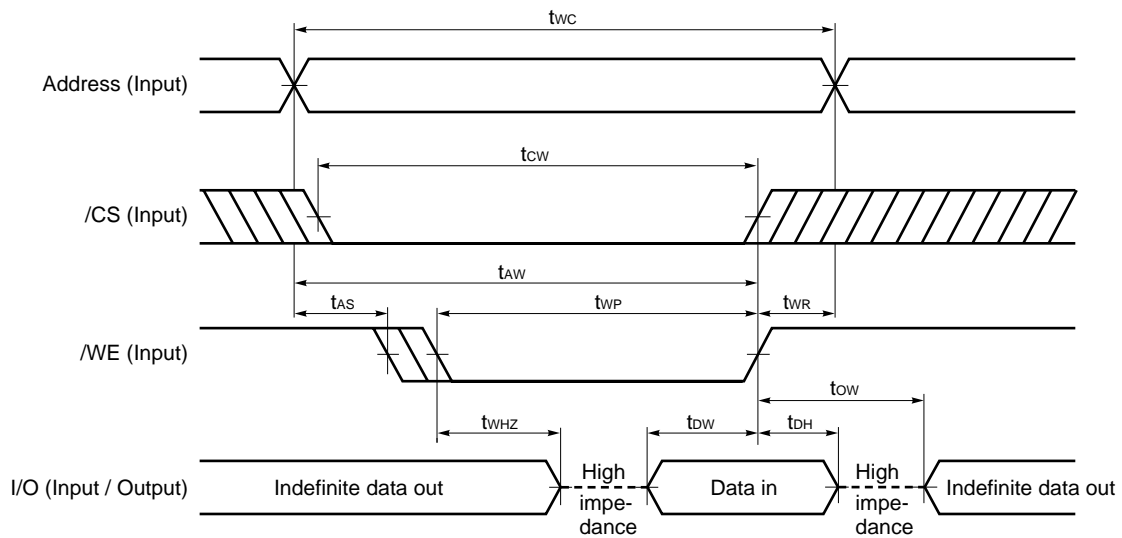 tWC
Address (Input)
tCW
/CS (Input)
tAW
tAS
tWP
tWR
/WE (Input)
tOW
tWHZ
tDW
tDH
I/O (Input / Output)
Indefinite data out
High
impe-
dance
Data in
High
impe-
dance
Indefinite data out